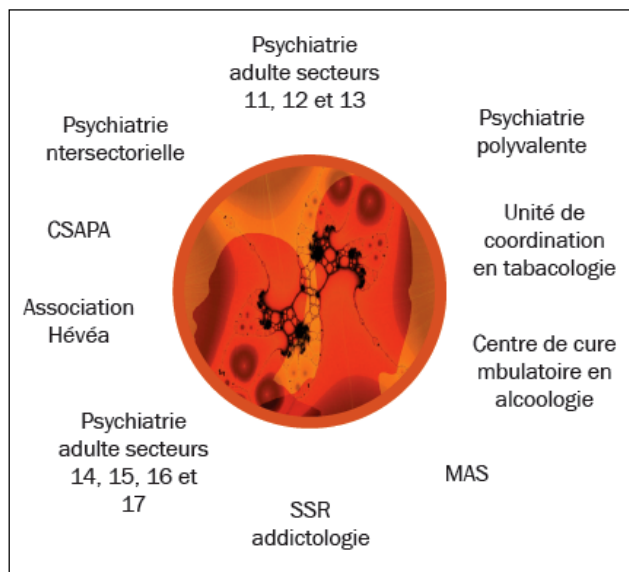 Psychiatrie
adulte secteurs
11, 12 et 13
Psychiatrie
polyvalente
Unité de
coordination
en tabacologie
Centre de cure
mbulatoire en
alcoologie
MAS
SSR
addictologie
Psychiatrie
adulte secteurs
14, 15, 16 et
17
Association
Hévéa
CSAPA
Psychiatrie
ntersectorielle